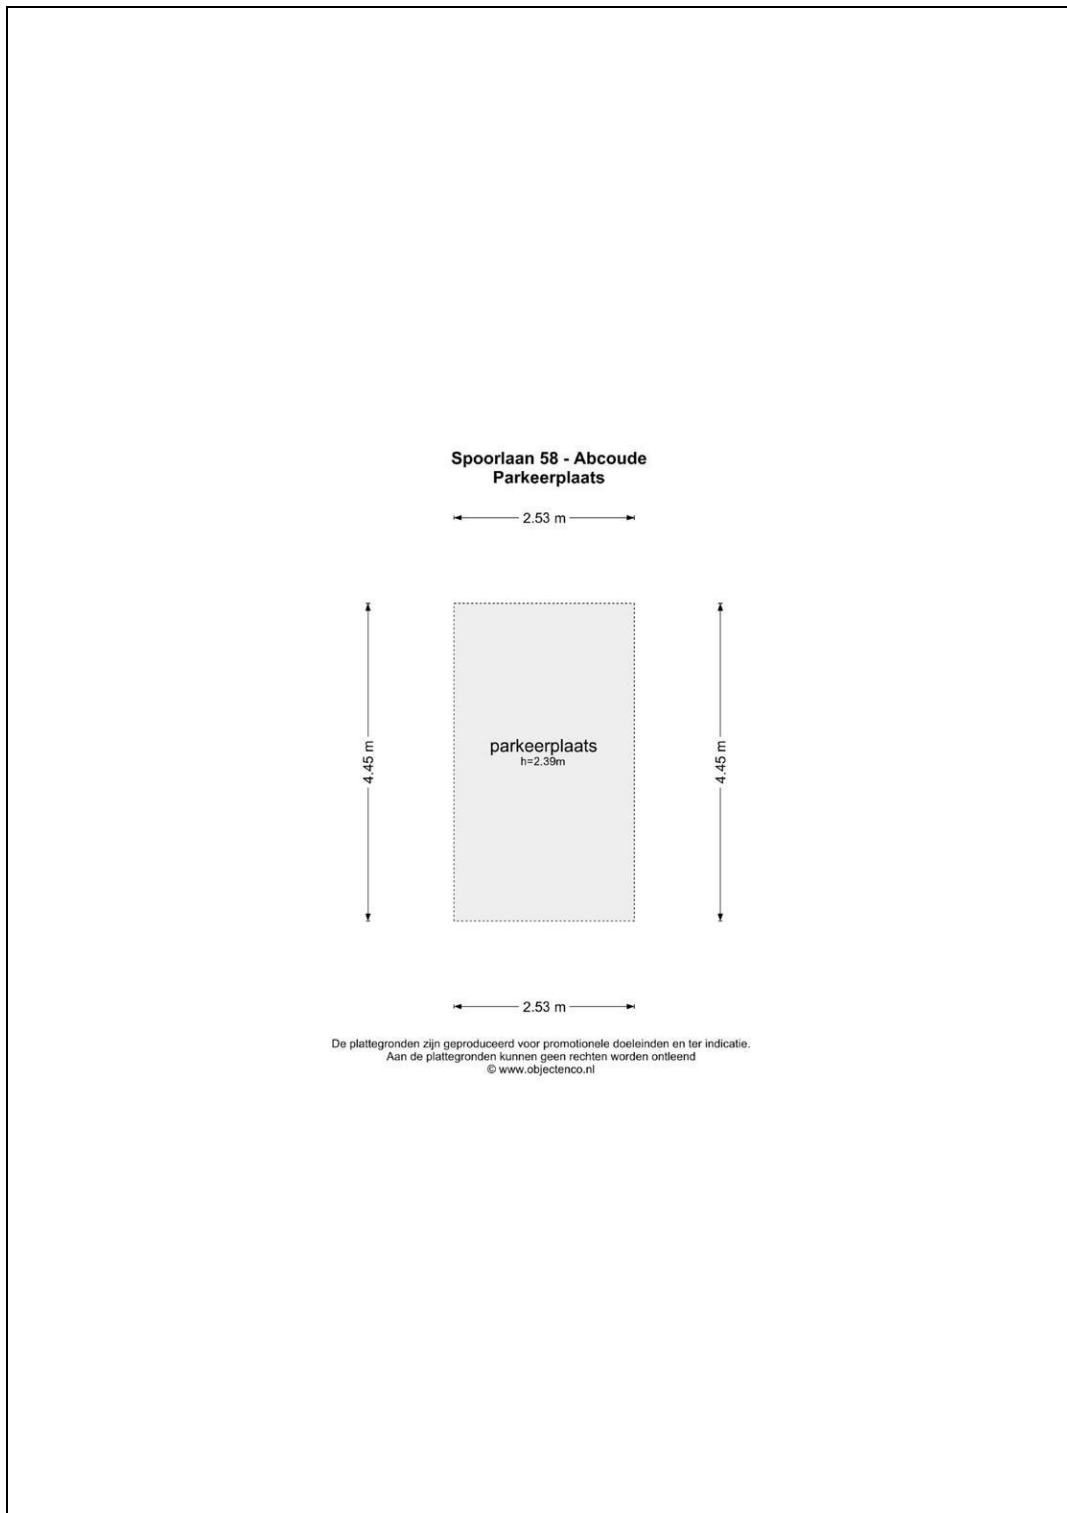 Spoorlaan 58 - Abcoude
Parkeerplaats
2.53 m
4.45 m
parkeerplaats
h=2.39m
4.45 m
2.53 m
De plattegronden zijn geproduceerd voor promotionele doeleinden en ter indicatie.
Aan de plattegronden kunnen geen rechten worden ontleend
© www.objectenco.nl